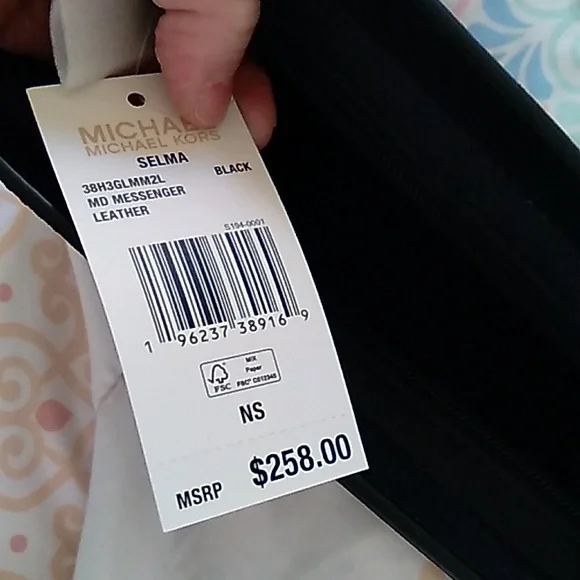 MICHAEL
MICHAEL KORS
SELMA
38H3GLMM2L BLACK
MD MESSENGER
LEATHER
S194-0001
1 96237 38916 9
MIX
Paper
FSC FSC® C012345
NS
MSRP $258.00